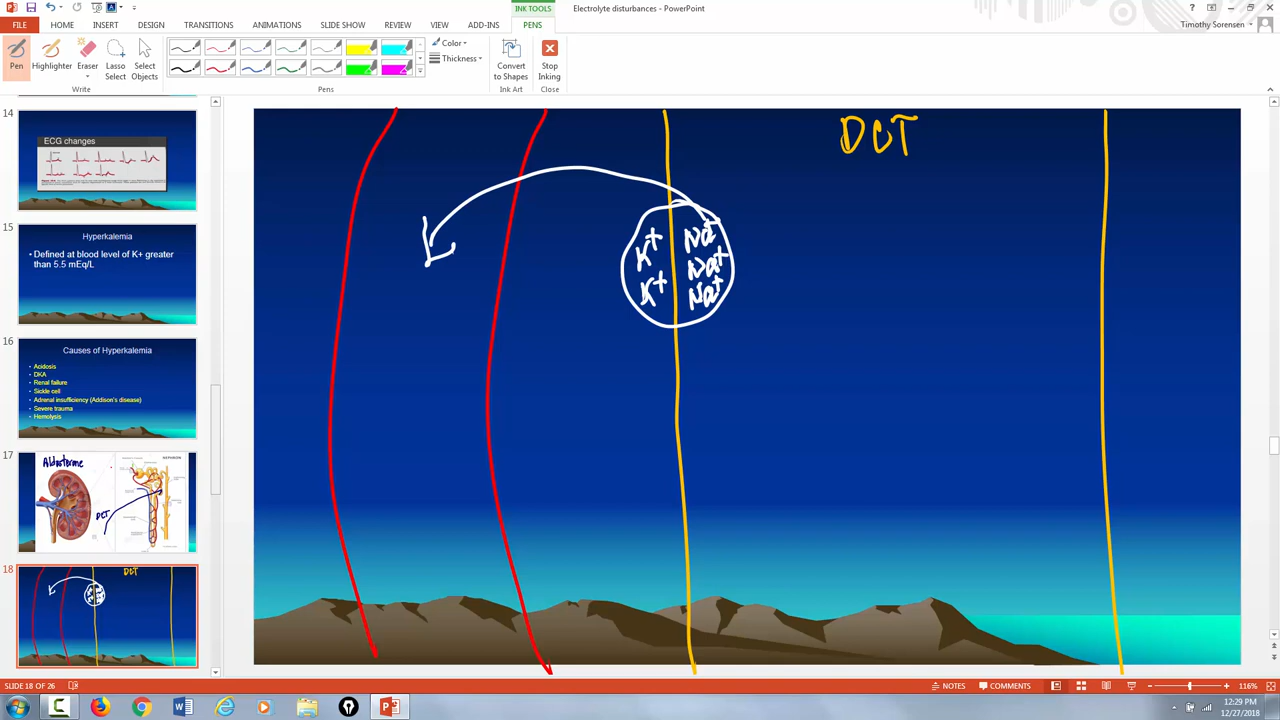 INK TOOLS
Electrolyte disturbances - PowerPoint
FILE HOME INSERT DESIGN TRANSITIONS ANIMATIONS SLIDE SHOW REVIEW VIEW ADD-INS PENS
Timothy Sorensen
Pen Highlighter Eraser Lasso Select Select Objects
Color
Thickness
Convert to Shapes
Stop Inking
Write Pens Ink Art Close
14
ECG changes
15
Hyperkalemia
• Defined at blood level of K+ greater
than 5.5 mEq/L
16
Causes of Hyperkalemia
• Acidosis
• DKA
• Renal failure
• Sickle cell
• Adrenal insufficiency (Addison's disease)
• Severe trauma
• Hemolysis
17
Aldosterone
NEPHRON
DCT
18
DCT
DCT
K+ Na+
Na+
K+ Na+
SLIDE 18 OF 26
NOTES COMMENTS 116%
12:29 PM
12/27/2018